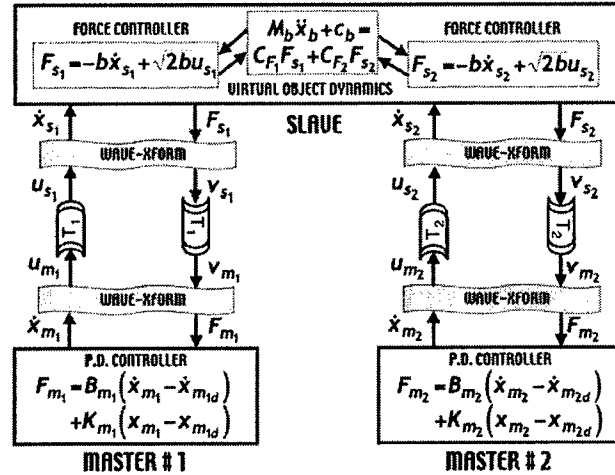 FORCE CONTROLLER
M_b ẍ_b + c_b =
C_{F_1} F_{s_1} + C_{F_2} F_{s_2}
FORCE CONTROLLER
F_{s_1} = -b ẋ_{s_1} + √2b u_{s_1}
F_{s_2} = -b ẋ_{s_2} + √2b u_{s_2}
VIRTUAL OBJECT DYNAMICS
SLAVE
ẋ_{s_1} F_{s_1} ẋ_{s_2} F_{s_2}
WAVE-XFORM WAVE-XFORM
u_{s_1} v_{s_1} u_{s_2} v_{s_2}
T_1 T_1 T_2 T_2
u_{m_1} v_{m_1} u_{m_2} v_{m_2}
WAVE-XFORM WAVE-XFORM
ẋ_{m_1} F_{m_1} ẋ_{m_2} F_{m_2}
P.D. CONTROLLER
F_{m_1} = B_{m_1}(ẋ_{m_1} - ẋ_{m_{1d}})
+K_{m_1}(x_{m_1} - x_{m_{1d}})
MASTER # 1
P.D. CONTROLLER
F_{m_2} = B_{m_2}(ẋ_{m_2} - ẋ_{m_{2d}})
+K_{m_2}(x_{m_2} - x_{m_{2d}})
MASTER # 2